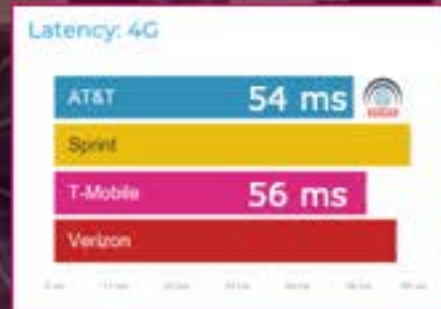 Latency: 4G
AT&T 54 ms
Sprint
T-Mobile 56 ms
Verizon